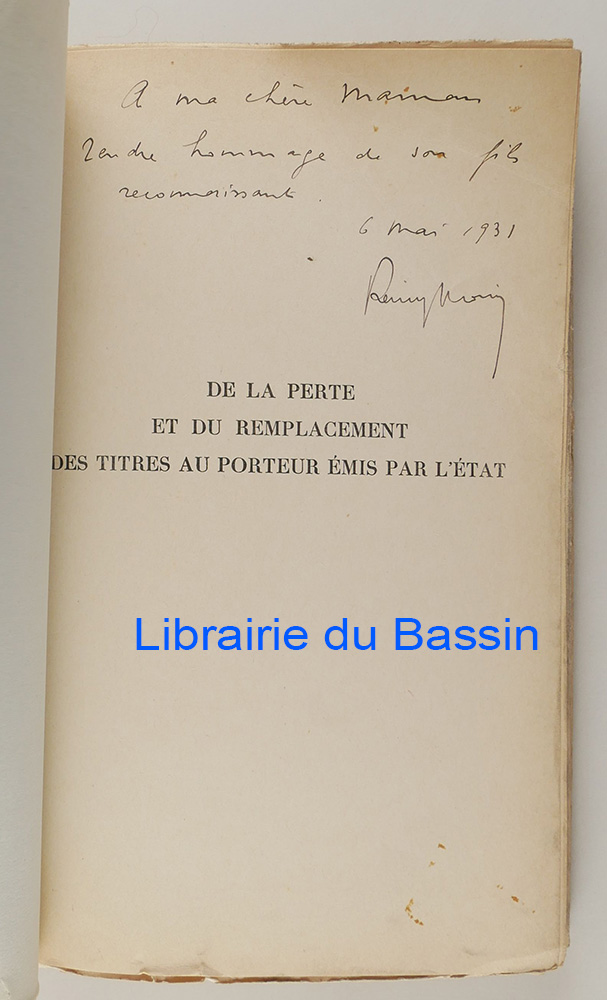 A ma chère Maman
Tendre hommage de son fils
reconnaissant.
6 mai 1931
DE LA PERTE
ET DU REMPLACEMENT
DES TITRES AU PORTEUR ÉMIS PAR L'ÉTAT
Librairie du Bassin